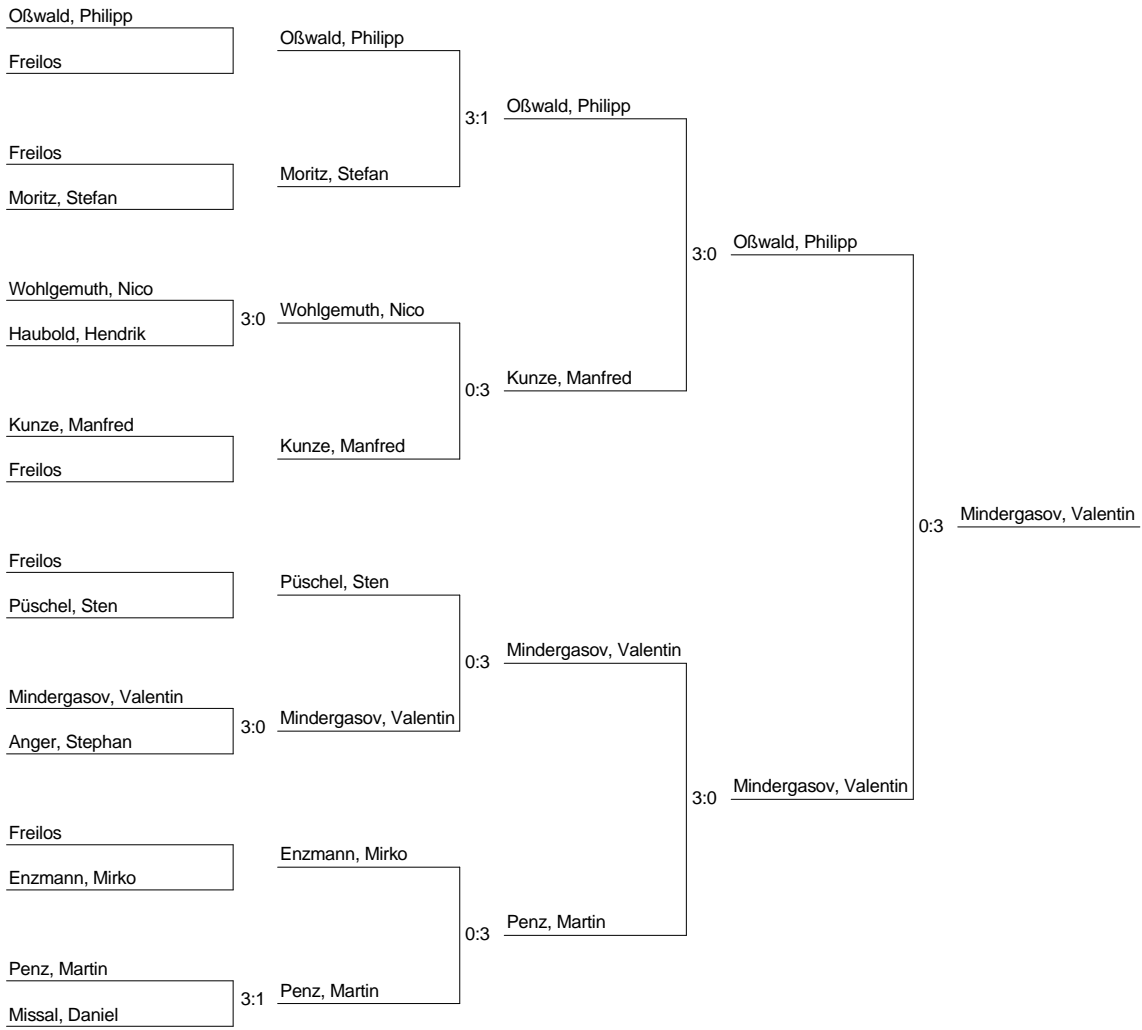 Oßwald, Philipp
Freilos
Freilos
Moritz, Stefan
Wohlgemuth, Nico
3:0
Haubold, Hendrik
Kunze, Manfred
Freilos
Freilos
Püschel, Sten
Mindergasov, Valentin
3:0
Anger, Stephan
Freilos
Enzmann, Mirko
Penz, Martin
3:1
Missal, Daniel
Oßwald, Philipp
3:1
Moritz, Stefan
Wohlgemuth, Nico
0:3
Kunze, Manfred
Püschel, Sten
0:3
Mindergasov, Valentin
Enzmann, Mirko
0:3
Penz, Martin
Oßwald, Philipp
3:0
Kunze, Manfred
Mindergasov, Valentin
3:0
Penz, Martin
Oßwald, Philipp
0:3
Mindergasov, Valentin
Mindergasov, Valentin